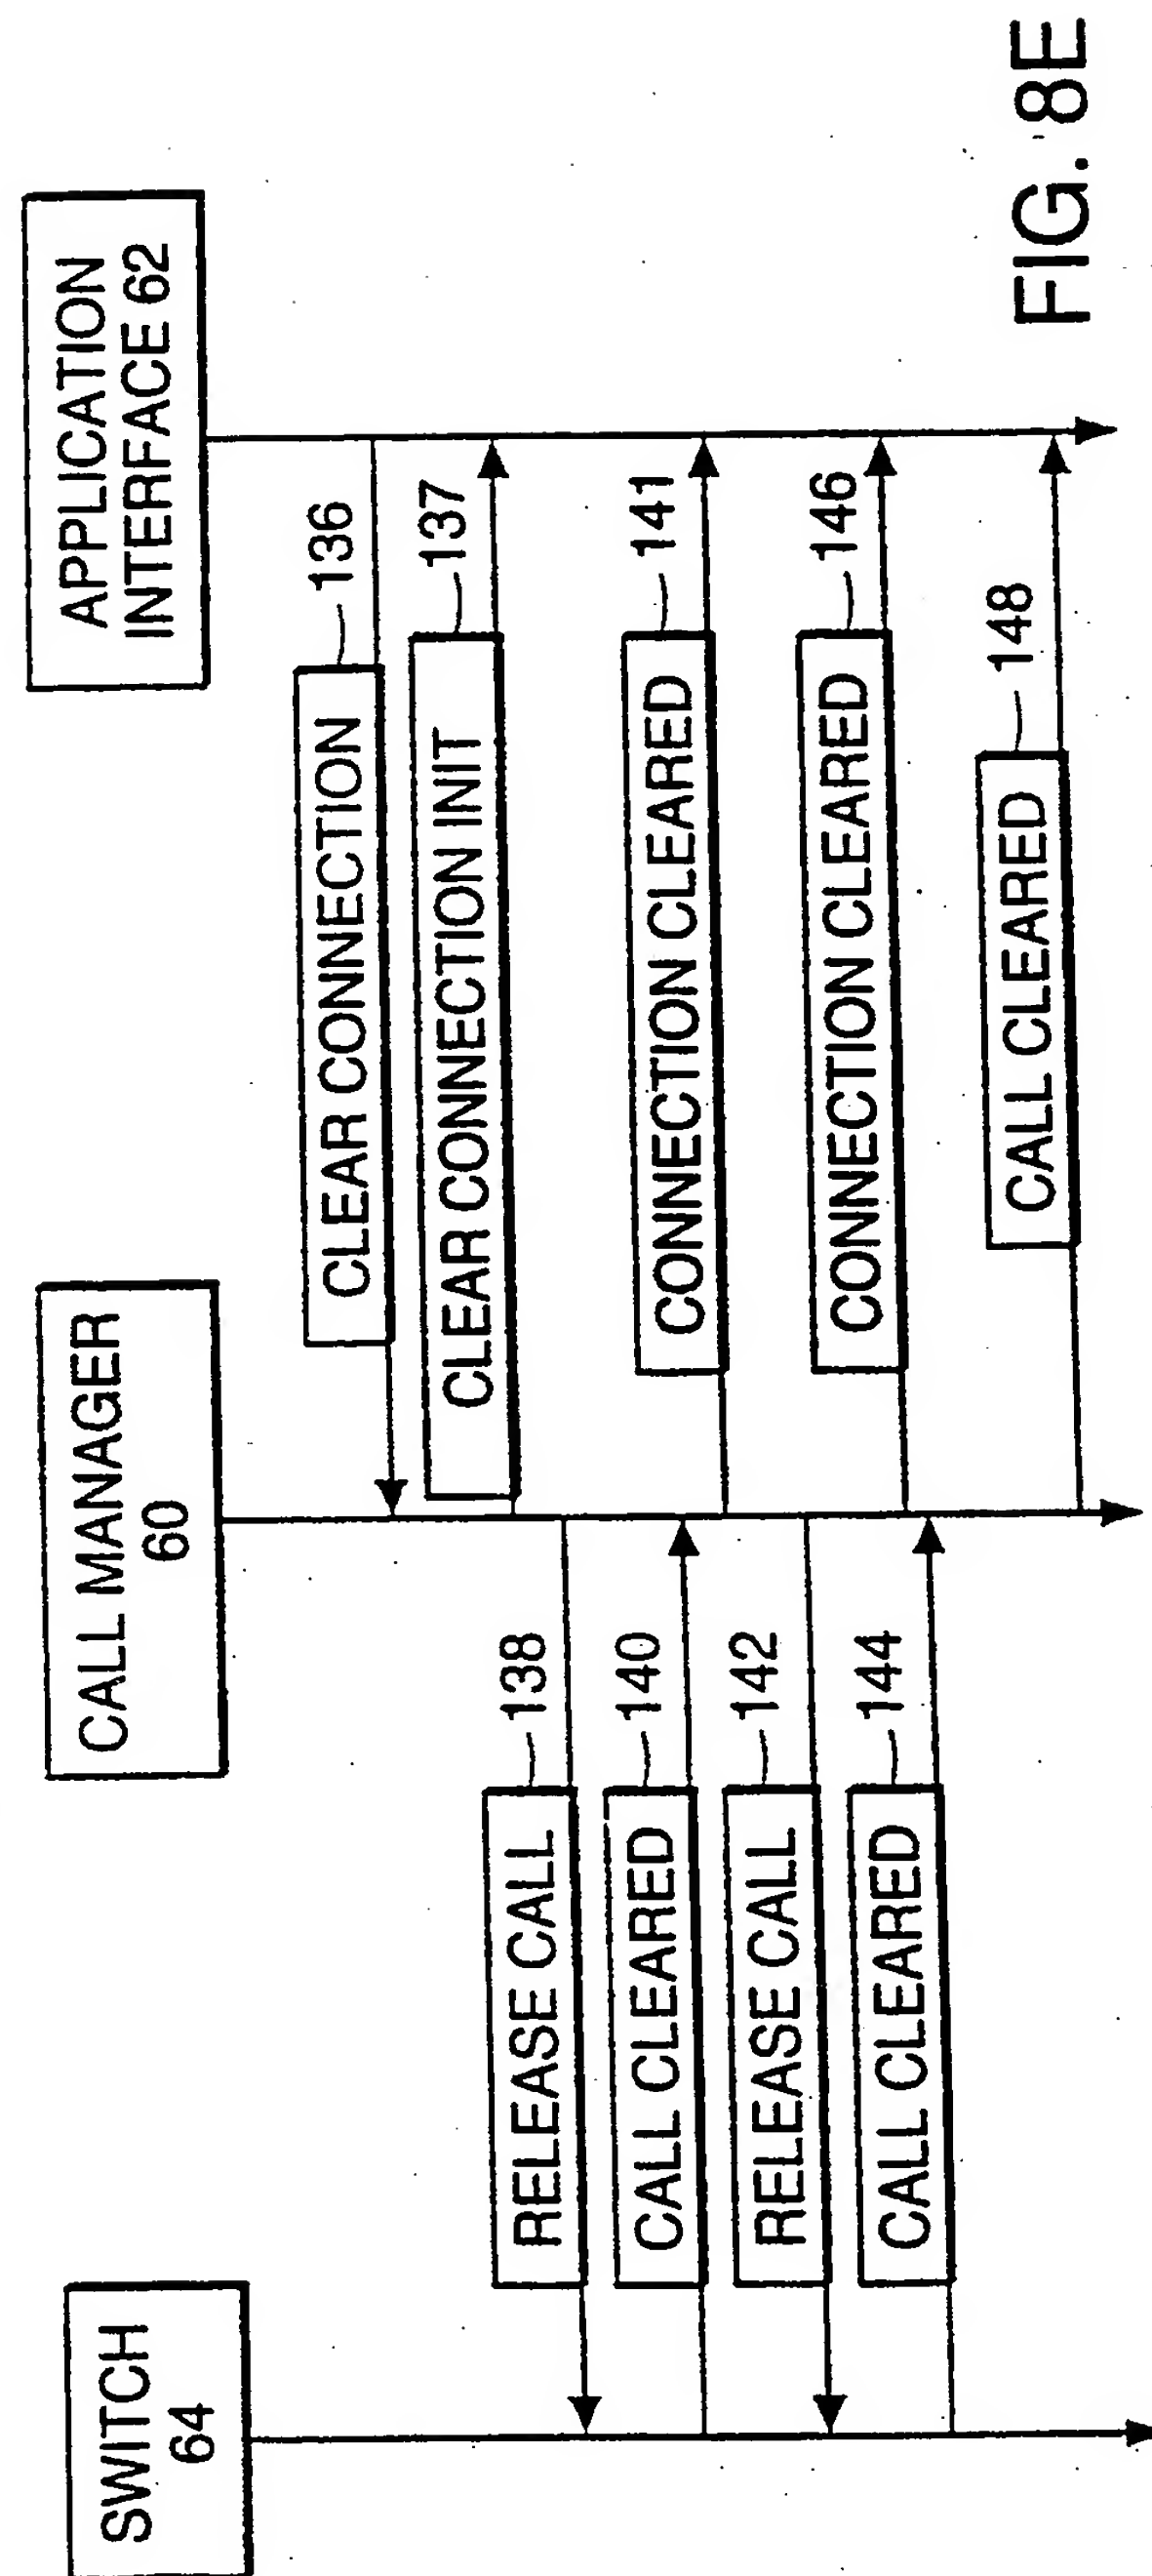 SWITCH
64
CALL MANAGER
60
APPLICATION
INTERFACE 62
CLEAR CONNECTION
136
CLEAR CONNECTION INIT
137
RELEASE CALL
138
CALL CLEARED
140
CONNECTION CLEARED
141
RELEASE CALL
142
CALL CLEARED
144
CONNECTION CLEARED
146
CALL CLEARED
148
FIG. 8E